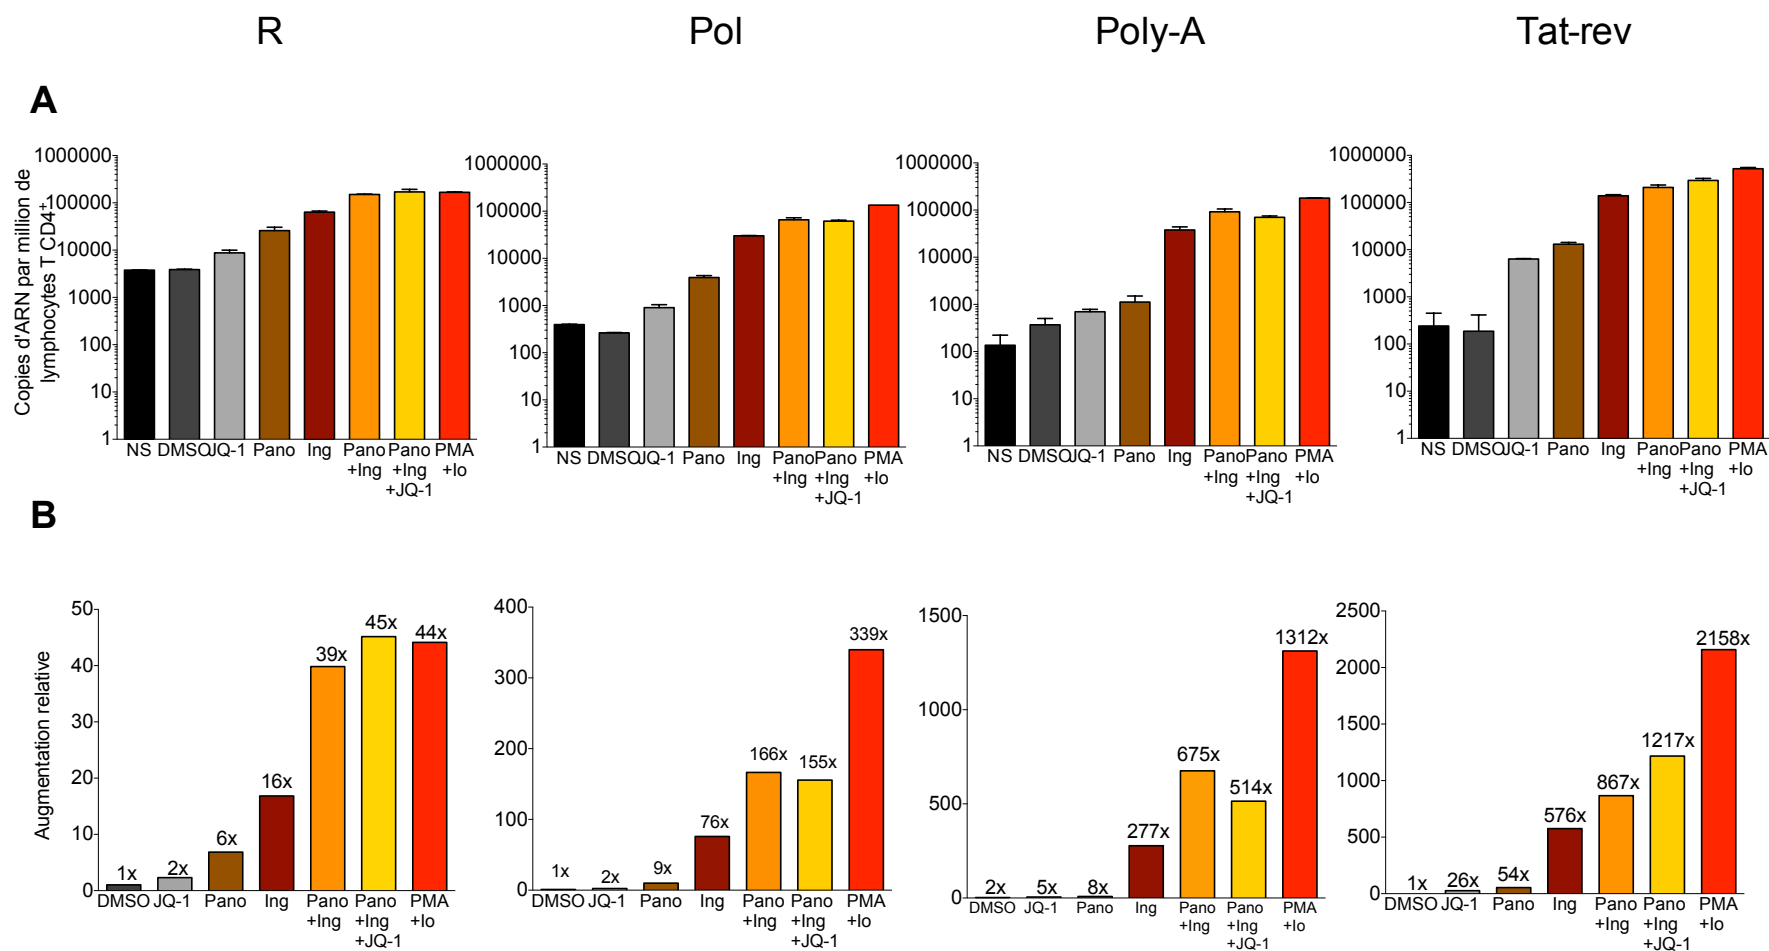 R Pol Poly-A Tat-rev
A
Copies d'ARN par million de
lymphocytes T CD4+
1000000
100000
10000
1000
100
10
1
NS DMSO JQ-1 Pano Ing Pano PMA
+Ing +Io
Pano
+Ing
+JQ-1
1000000
100000
10000
1000
100
10
1
NS DMSO JQ-1 Pano Ing Pano PMA
+Ing +Io
Pano
+Ing
+JQ-1
1000000
100000
10000
1000
100
10
1
NS DMSO JQ-1 Pano Ing Pano PMA
+Ing +Io
Pano
+Ing
+JQ-1
1000000
100000
10000
1000
100
10
1
NS DMSO JQ-1 Pano Ing Pano PMA
+Ing +Io
Pano
+Ing
+JQ-1
B
Augmentation relative
50
40
30
20
10
0
1x 2x 6x 16x 39x 45x 44x
DMSO JQ-1 Pano Ing Pano Pano PMA
+Ing +Ing +Io
+JQ-1
400
300
200
100
0
1x 2x 9x 76x 166x 155x 339x
DMSO JQ-1 Pano Ing Pano Pano PMA
+Ing +Ing +Io
+JQ-1
1500
1000
500
0
2x 5x 8x 277x 675x 514x 1312x
DMSO JQ-1 Pano Ing Pano Pano PMA
+Ing +Ing +Io
+JQ-1
2500
2000
1500
1000
500
0
1x 26x 54x 576x 867x 1217x 2158x
DMSO JQ-1 Pano Ing Pano Pano PMA
+Ing +Ing +Io
+JQ-1